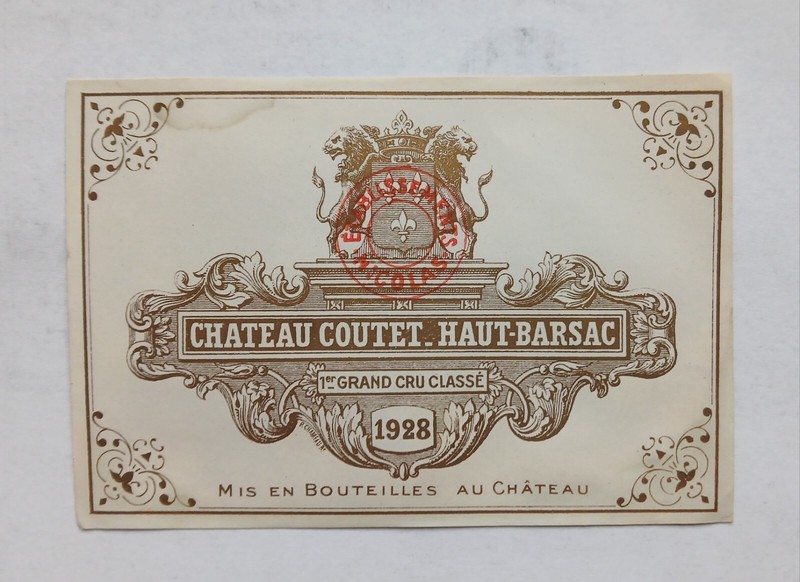 ETABLISSEMENTS
NICOLAS
CHATEAU COUTET. HAUT-BARSAC
1er GRAND CRU CLASSÉ
1928
MIS EN BOUTEILLES AU CHÂTEAU